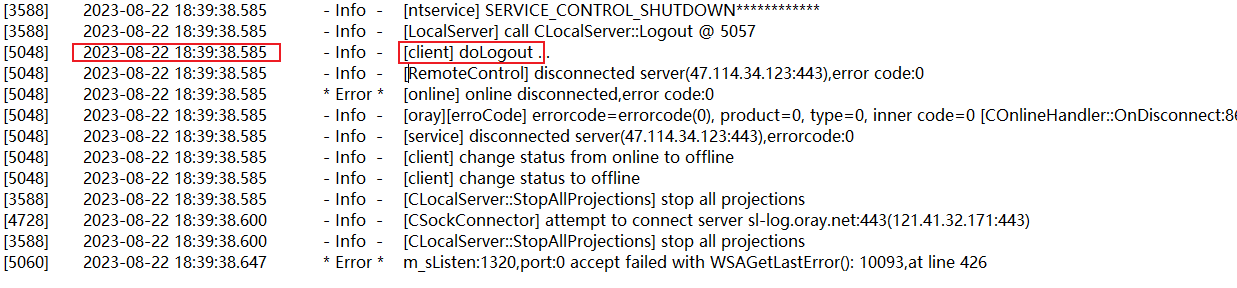 [3588] 2023-08-22 18:39:38.585 - Info - [ntservice] SERVICE_CONTROL_SHUTDOWN************
[3588] 2023-08-22 18:39:38.585 - Info - [LocalServer] call CLocalServer::Logout @ 5057
[5048] 2023-08-22 18:39:38.585 - Info - [client] doLogout ..
[5048] 2023-08-22 18:39:38.585 - Info - [RemoteControl] disconnected server(47.114.34.123:443),error code:0
[5048] 2023-08-22 18:39:38.585 * Error * [online] online disconnected,error code:0
[5048] 2023-08-22 18:39:38.585 - Info - [oray][erroCode] errorcode=errorcode(0), product=0, type=0, inner code=0 [COnlineHandler::OnDisconnect:86
[5048] 2023-08-22 18:39:38.585 - Info - [service] disconnected server(47.114.34.123:443),errorcode:0
[5048] 2023-08-22 18:39:38.585 - Info - [client] change status from online to offline
[5048] 2023-08-22 18:39:38.585 - Info - [client] change status to offline
[3588] 2023-08-22 18:39:38.585 - Info - [CLocalServer::StopAllProjections] stop all projections
[4728] 2023-08-22 18:39:38.600 - Info - [CSockConnector] attempt to connect server sl-log.oray.net:443(121.41.32.171:443)
[3588] 2023-08-22 18:39:38.600 - Info - [CLocalServer::StopAllProjections] stop all projections
[5060] 2023-08-22 18:39:38.647 * Error * m_sListen:1320,port:0 accept failed with WSAGetLastError(): 10093,at line 426